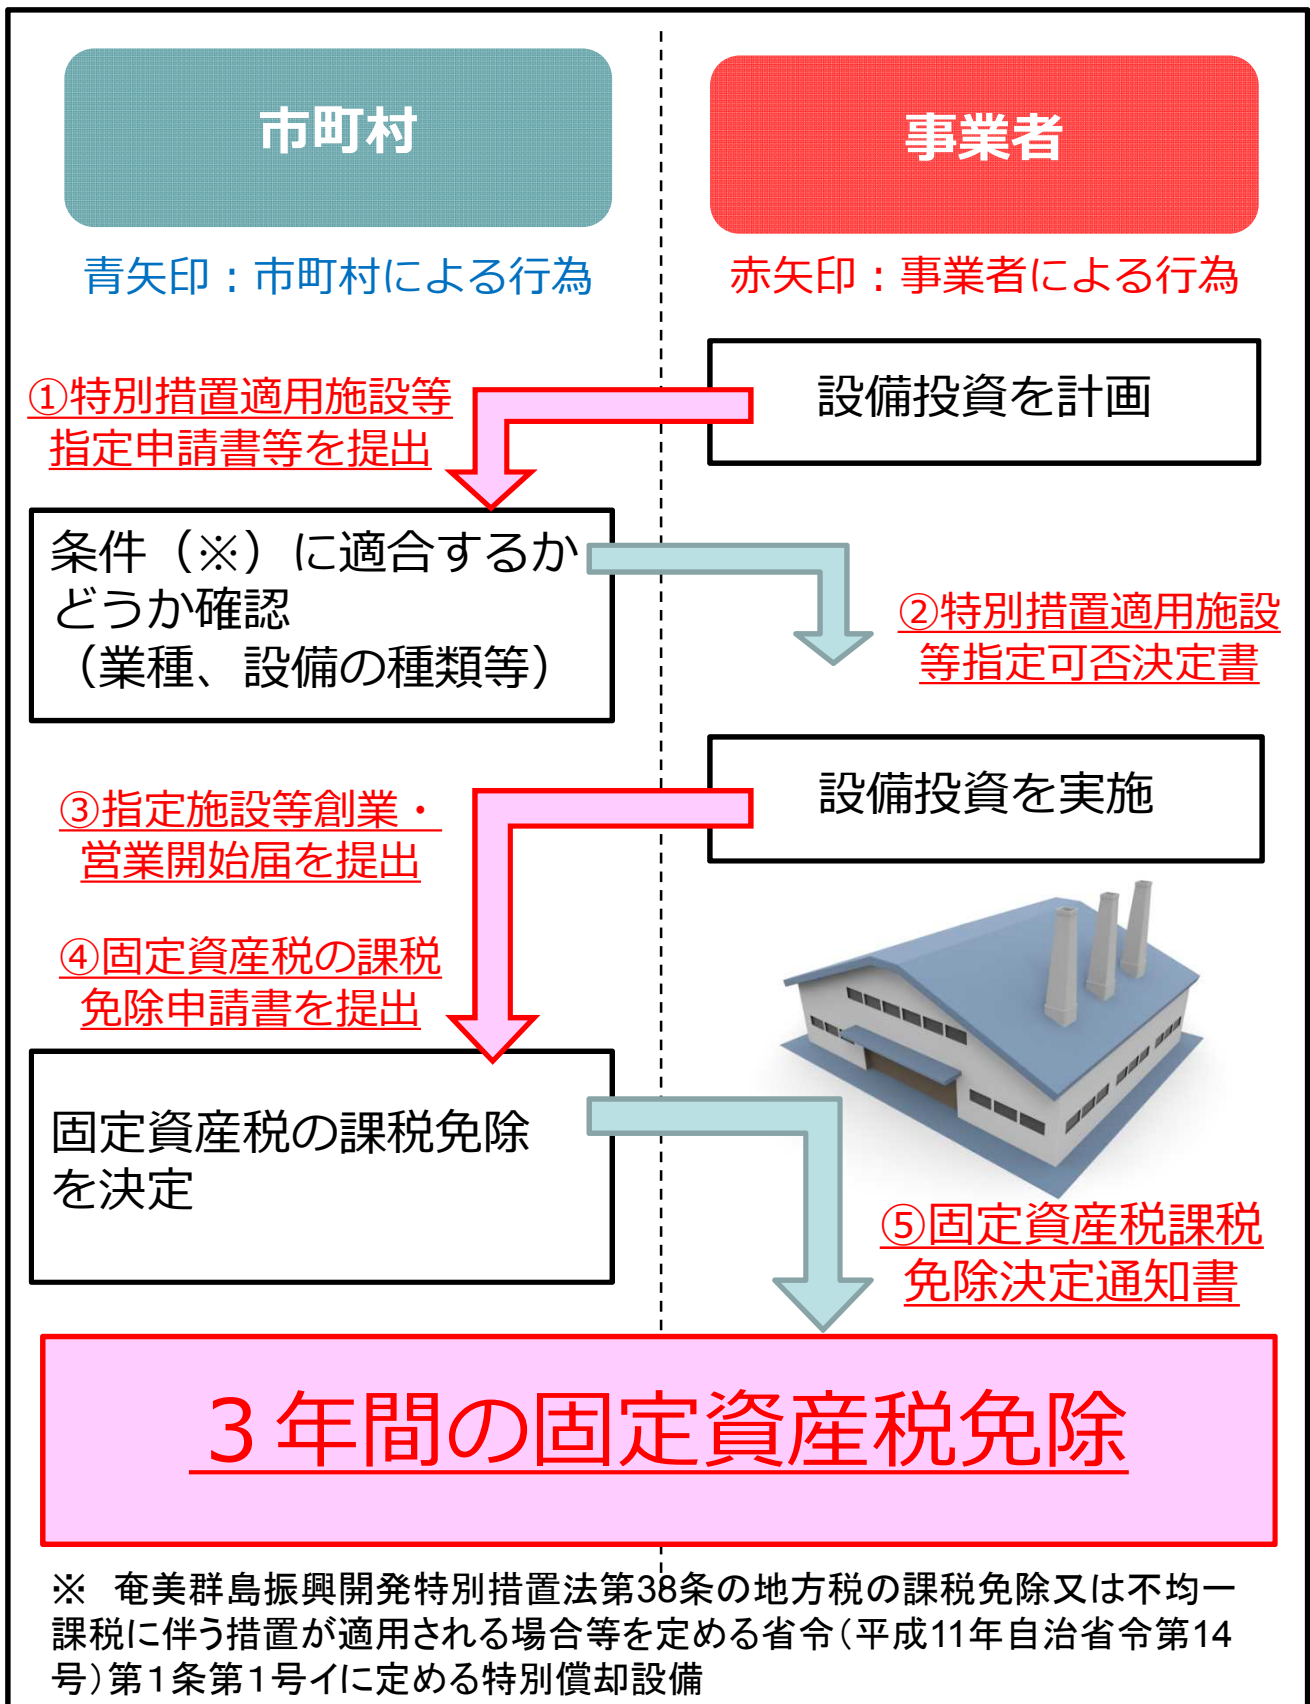 市町村
事業者
青矢印：市町村による行為
赤矢印：事業者による行為
設備投資を計画
①特別措置適用施設等
指定申請書等を提出
条件（※）に適合するか
どうか確認
（業種、設備の種類等）
②特別措置適用施設
等指定可否決定書
設備投資を実施
③指定施設等創業・
営業開始届を提出
④固定資産税の課税
免除申請書を提出
固定資産税の課税免除
を決定
⑤固定資産税課税
免除決定通知書
３年間の固定資産税免除
※　奄美群島振興開発特別措置法第38条の地方税の課税免除又は不均一
課税に伴う措置が適用される場合等を定める省令（平成11年自治省令第14
号）第１条第１号イに定める特別償却設備